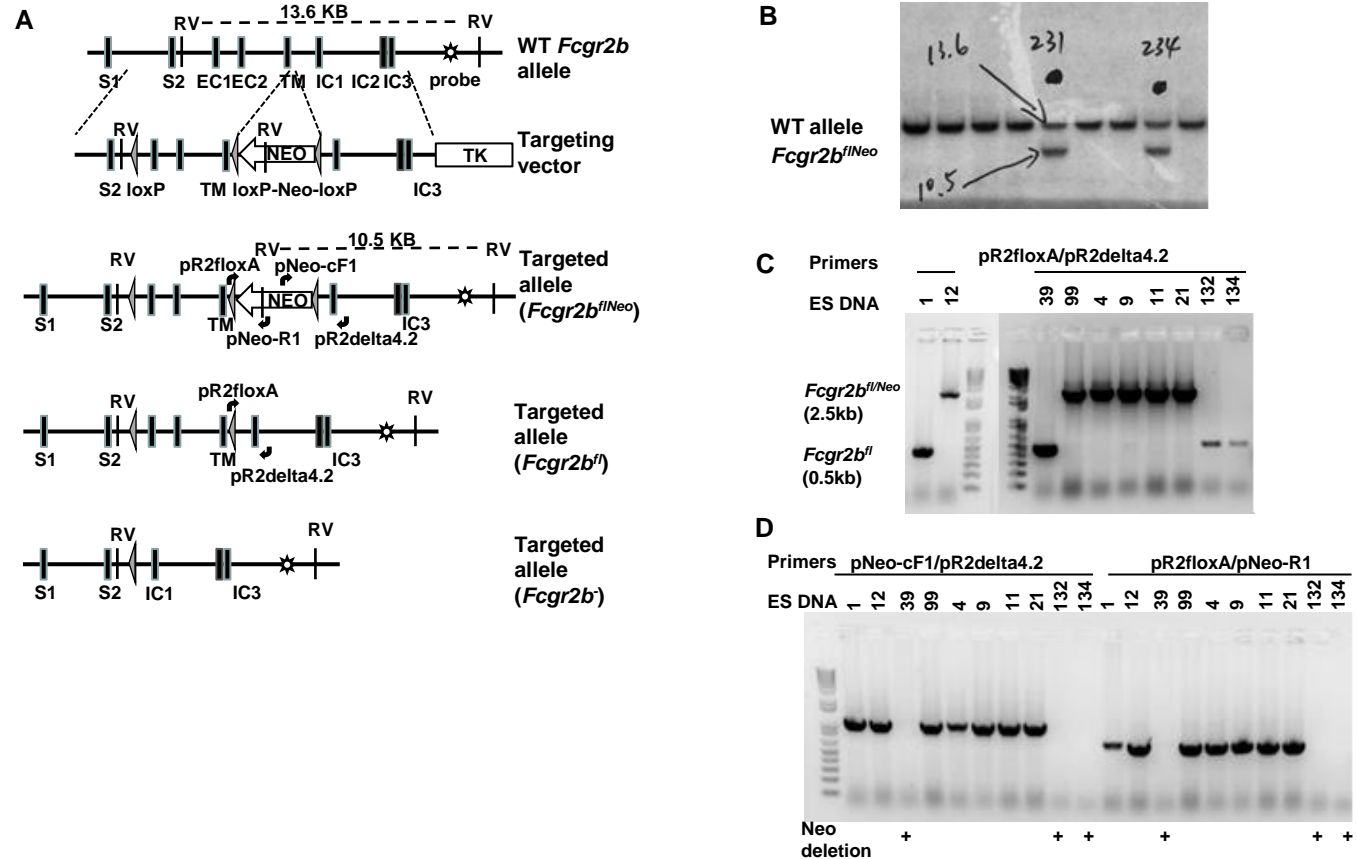 A
13.6 KB
RV RV
WT Fcgr2b
allele
S1 S2 EC1 EC2 TM IC1 IC2 IC3 probe
RV RV
NEO TK
Targeting
vector
S2 loxP TM loxP-Neo-loxP IC3
10.5 KB
RV RV RV
pR2floxA pNeo-cF1
NEO
Targeted
allele
(Fcgr2bflNeo)
S1 S2 TM IC3
pNeo-R1 pR2delta4.2
pR2floxA
RV RV
Targeted
allele
(Fcgr2bfl)
S1 S2 TM IC3
pR2delta4.2
RV RV
Targeted
allele
(Fcgr2b-)
S1 S2 IC1 IC3
B
13.6 231 234
WT allele
Fcgr2bflNeo
10.5
C
Primers pR2floxA/pR2delta4.2
ES DNA 1 12 39 99 4 9 11 21 132 134
Fcgr2bfl/Neo
(2.5kb)
Fcgr2bfl
(0.5kb)
D
Primers pNeo-cF1/pR2delta4.2 pR2floxA/pNeo-R1
ES DNA 1 12 39 99 4 9 11 21 132 134 1 12 39 99 4 9 11 21 132 134
Neo
deletion + + + + + +